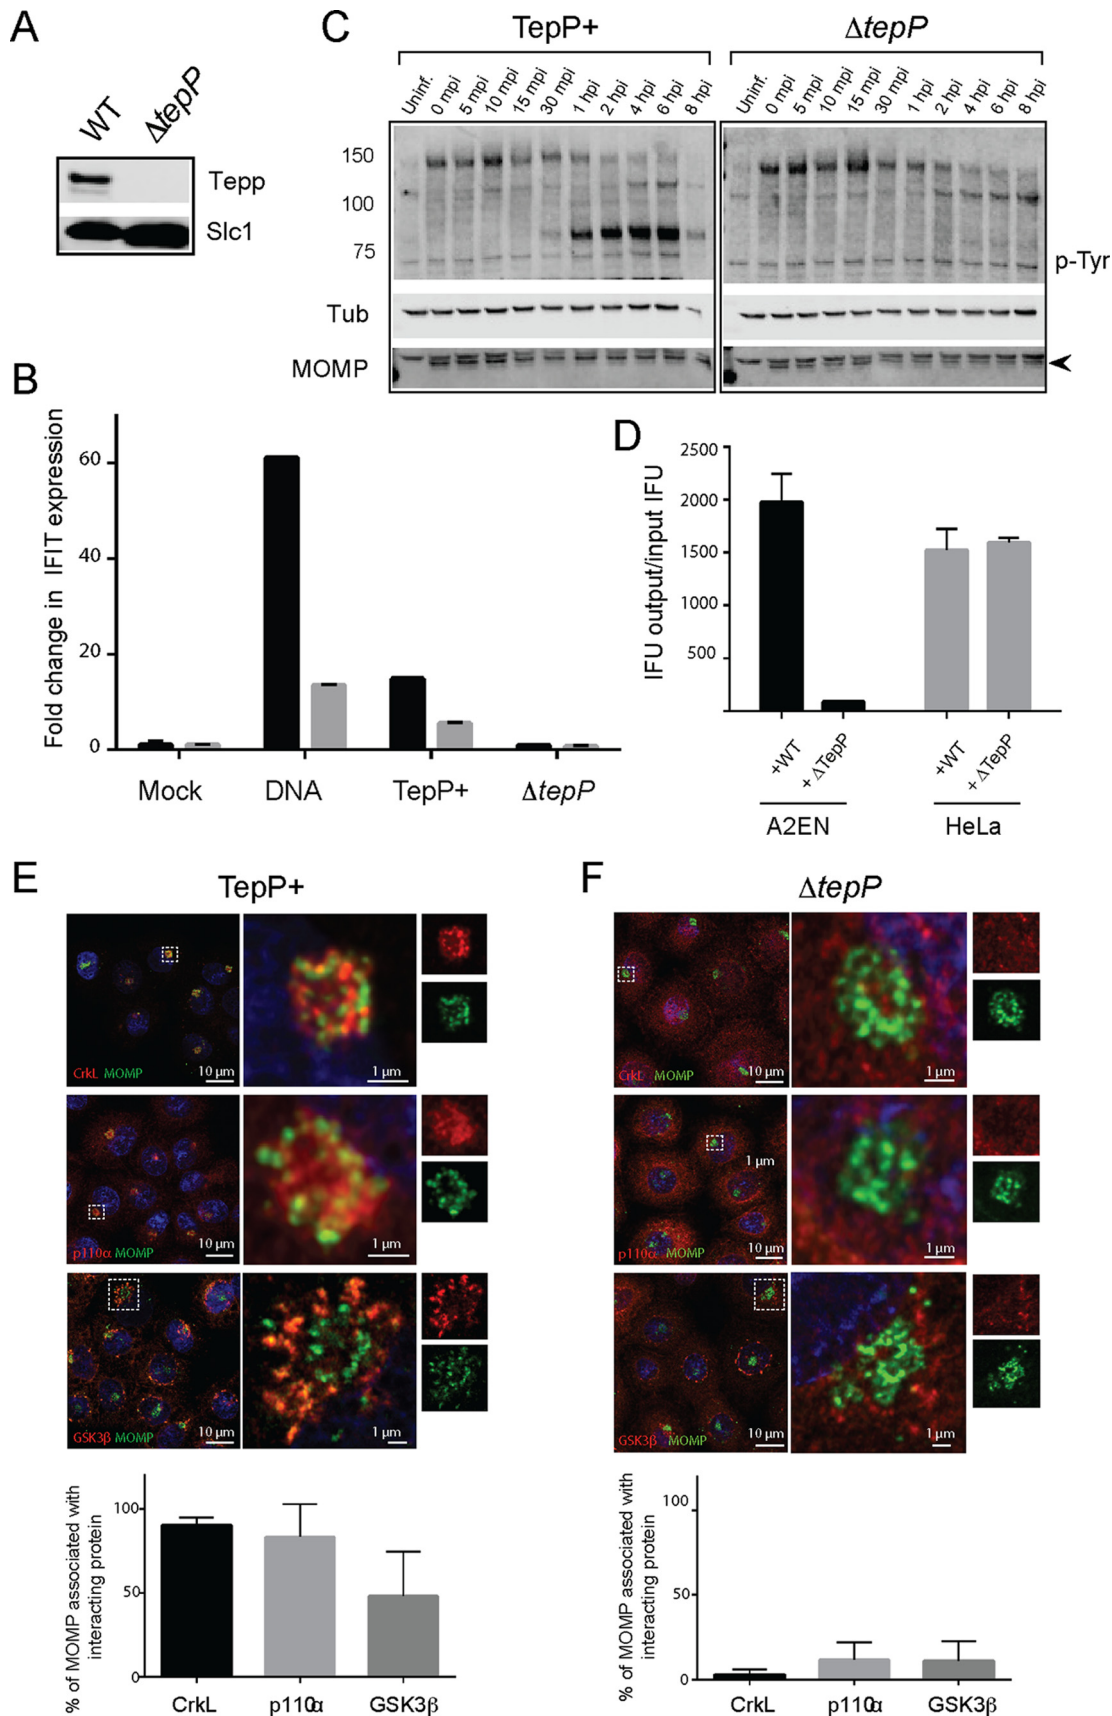 A
WT
ΔtepP
Tepp
Slc1
C
TepP+
ΔtepP
Uninf.
0 mpi
5 mpi
10 mpi
15 mpi
30 mpi
1 hpi
2 hpi
4 hpi
6 hpi
8 hpi
Uninf.
0 mpi
5 mpi
10 mpi
15 mpi
30 mpi
1 hpi
2 hpi
4 hpi
6 hpi
8 hpi
150
100
75
p-Tyr
Tub
MOMP
B
Fold change in IFIT expression
60
40
20
0
Mock
DNA
TepP+
ΔtepP
D
IFU output/input IFU
2500
2000
1500
1000
500
+WT
+ΔTepP
+WT
+ΔTepP
A2EN
HeLa
E
TepP+
CrkL MOMP
10 μm
1 μm
p110α MOMP
10 μm
1 μm
GSK3β MOMP
10 μm
1 μm
% of MOMP associated with
interacting protein
100
50
0
CrkL
p110α
GSK3β
F
ΔtepP
CrkL MOMP
10 μm
1 μm
1 μm
p110α MOMP
10 μm
1 μm
GSK3β MOMP
10 μm
1 μm
% of MOMP associated with
interacting protein
100
50
0
CrkL
p110α
GSK3β